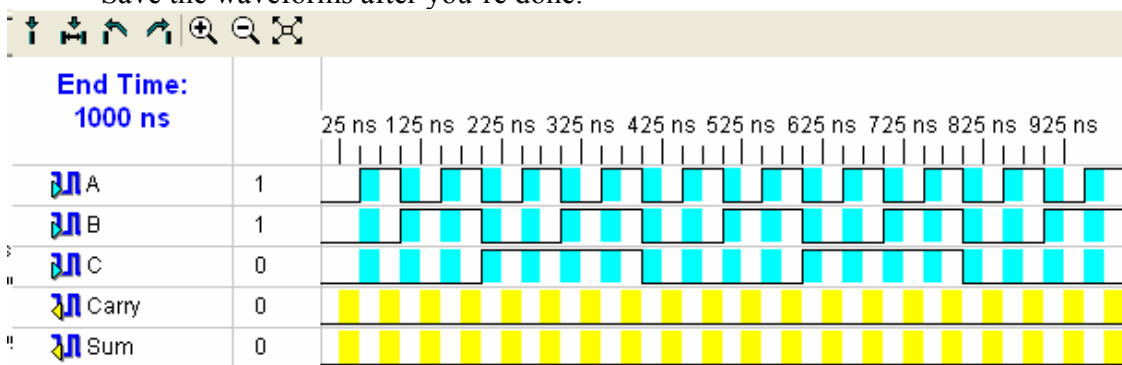 Save the waveforms after you're done.
End Time:
1000 ns
25 ns 125 ns 225 ns 325 ns 425 ns 525 ns 625 ns 725 ns 825 ns 925 ns
A 1
B 1
C 0
Carry 0
Sum 0